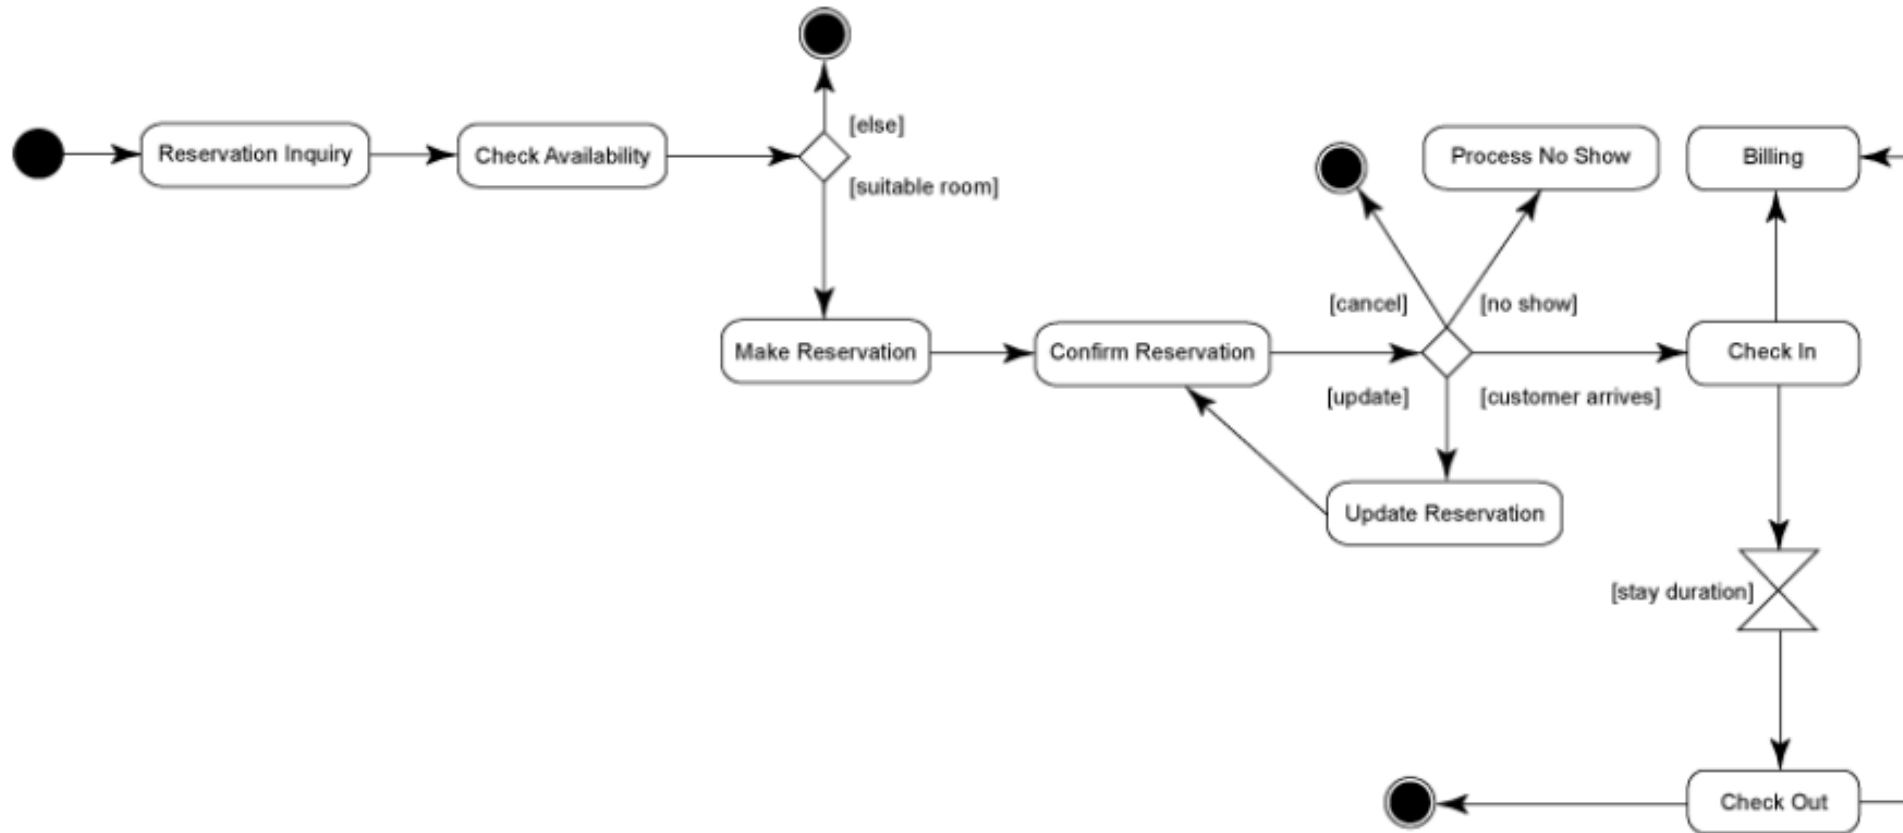 [else]
Reservation Inquiry
Check Availability
[suitable room]
Process No Show
Billing
[cancel]
[no show]
Make Reservation
Confirm Reservation
Check In
[update]
[customer arrives]
Update Reservation
[stay duration]
Check Out